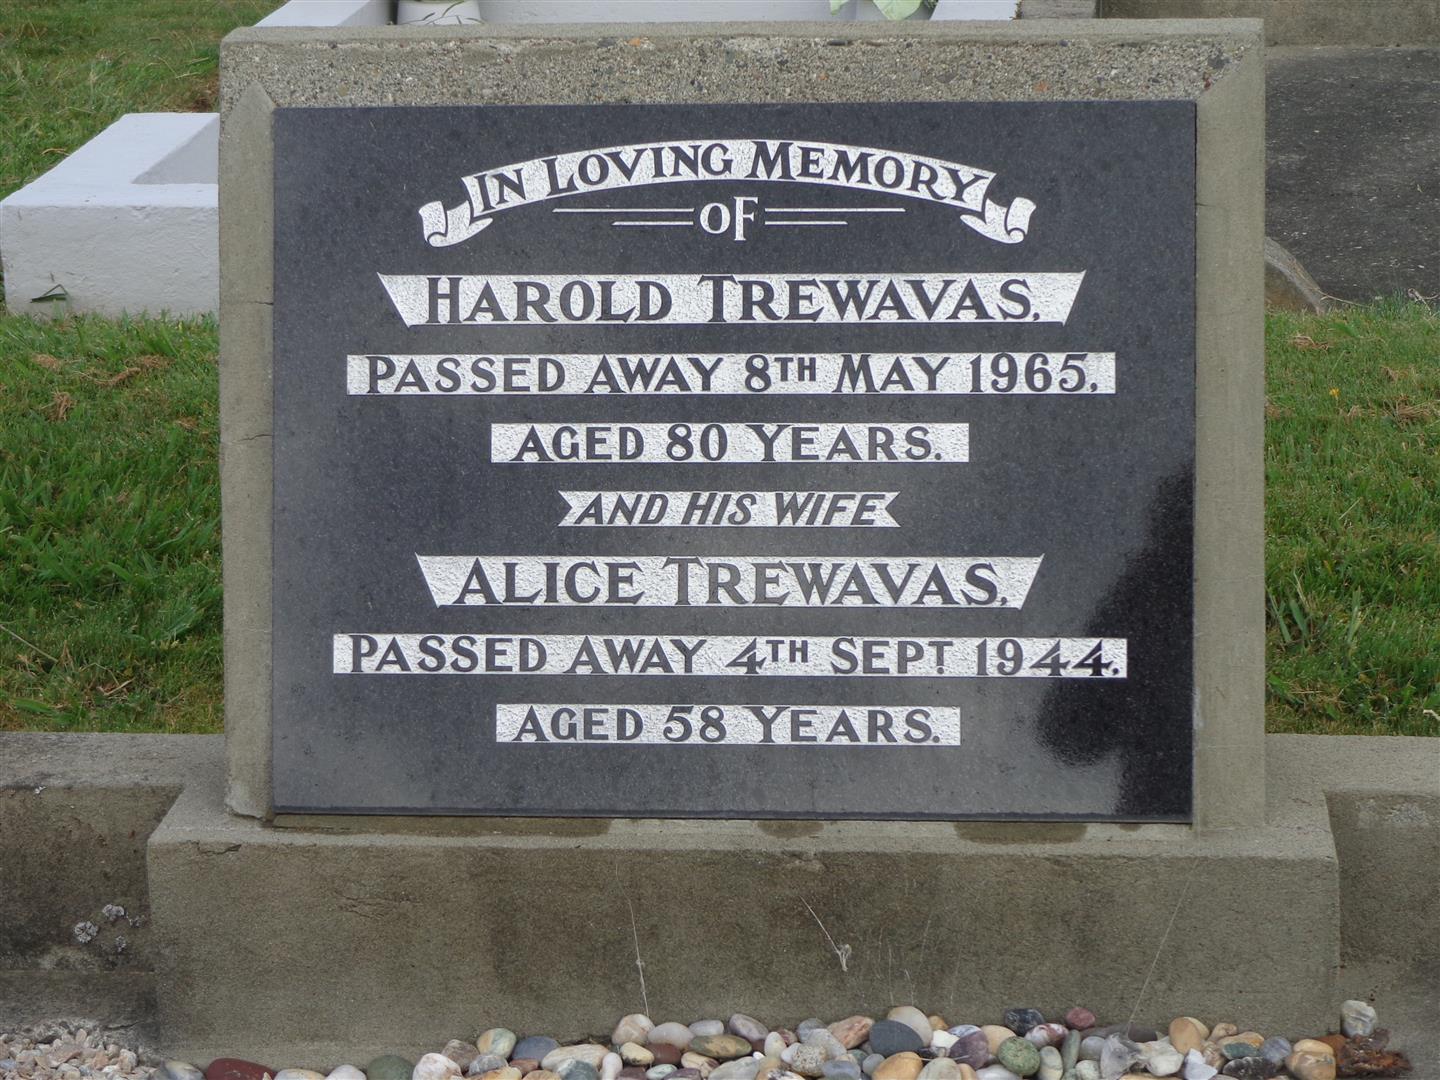 IN LOVING MEMORY
OF
HAROLD TREWAVAS,
PASSED AWAY 8TH MAY 1965,
AGED 80 YEARS.
AND HIS WIFE
ALICE TREWAVAS,
PASSED AWAY 4TH SEPT. 1944,
AGED 58 YEARS.